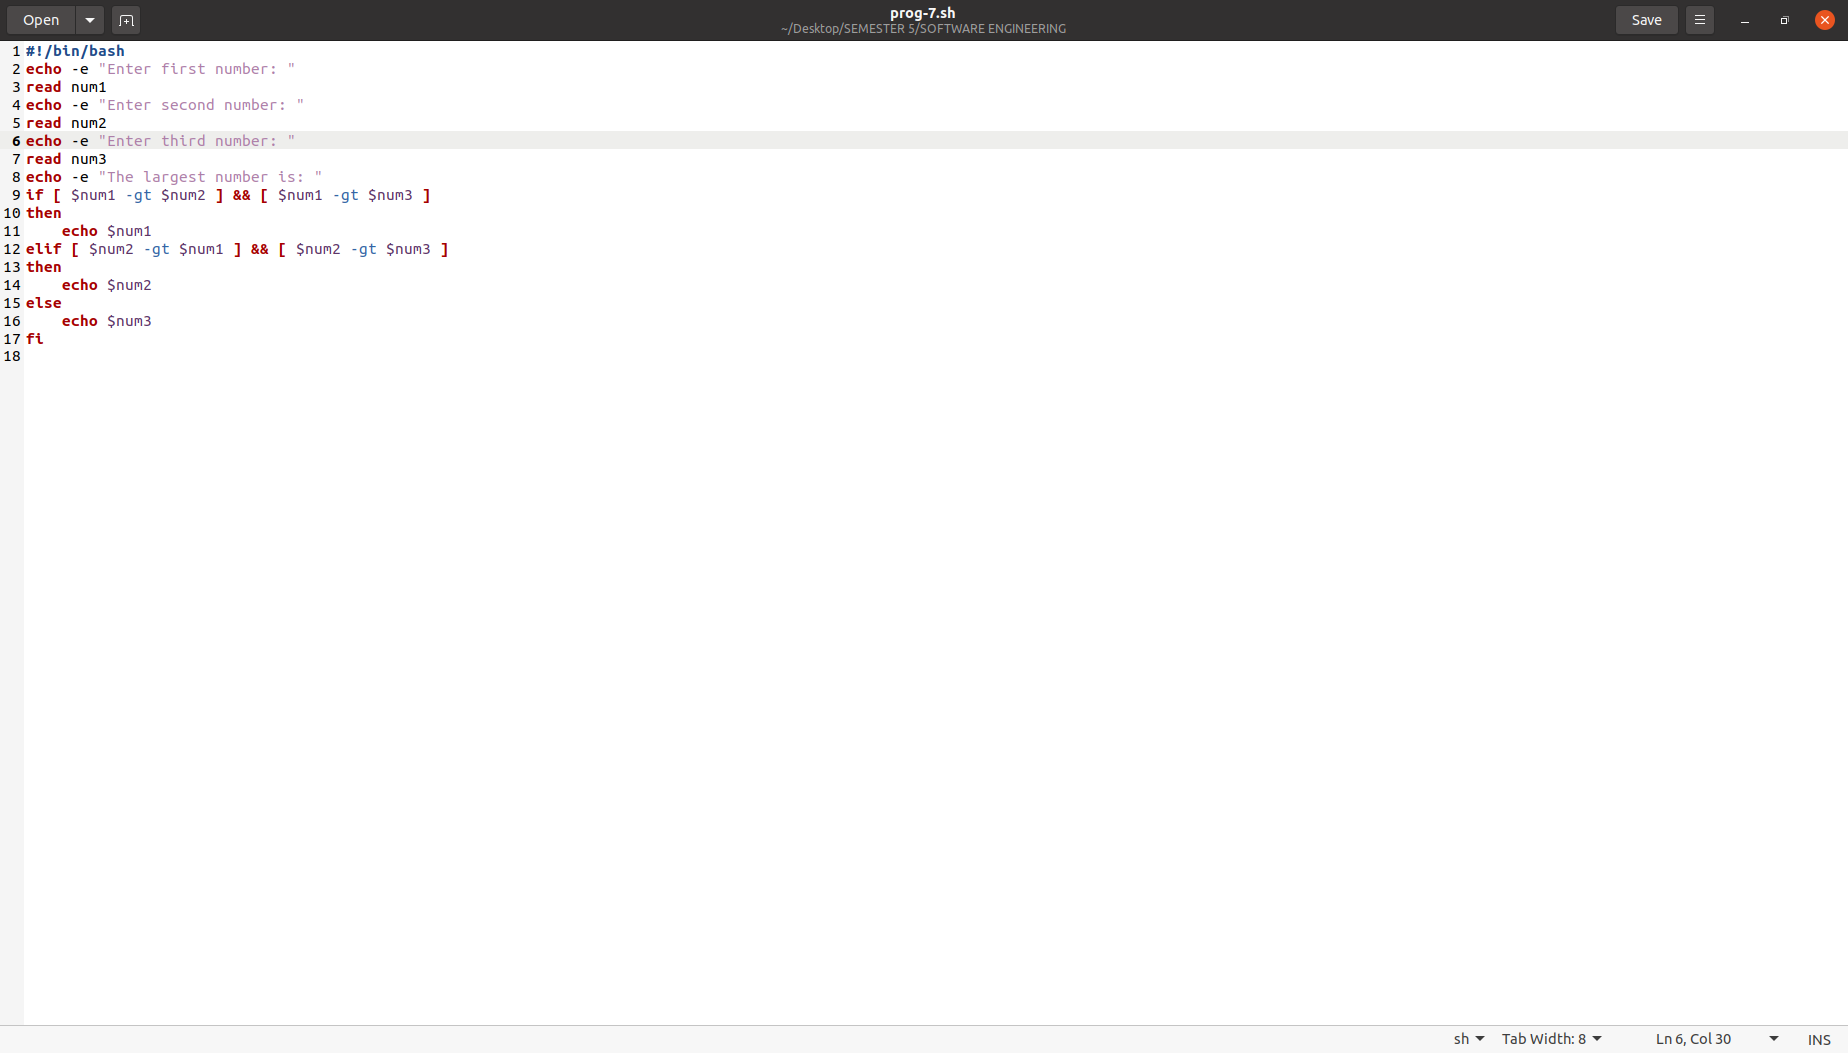 Open
prog-7.sh
~/Desktop/SEMESTER 5/SOFTWARE ENGINEERING
Save
1 #!/bin/bash
2 echo -e "Enter first number: "
3 read num1
4 echo -e "Enter second number: "
5 read num2
6 echo -e "Enter third number: "
7 read num3
8 echo -e "The largest number is: "
9 if [ $num1 -gt $num2 ] && [ $num1 -gt $num3 ]
10 then
11     echo $num1
12 elif [ $num2 -gt $num1 ] && [ $num2 -gt $num3 ]
13 then
14     echo $num2
15 else
16     echo $num3
17 fi
18
sh Tab Width: 8 Ln 6, Col 30 INS